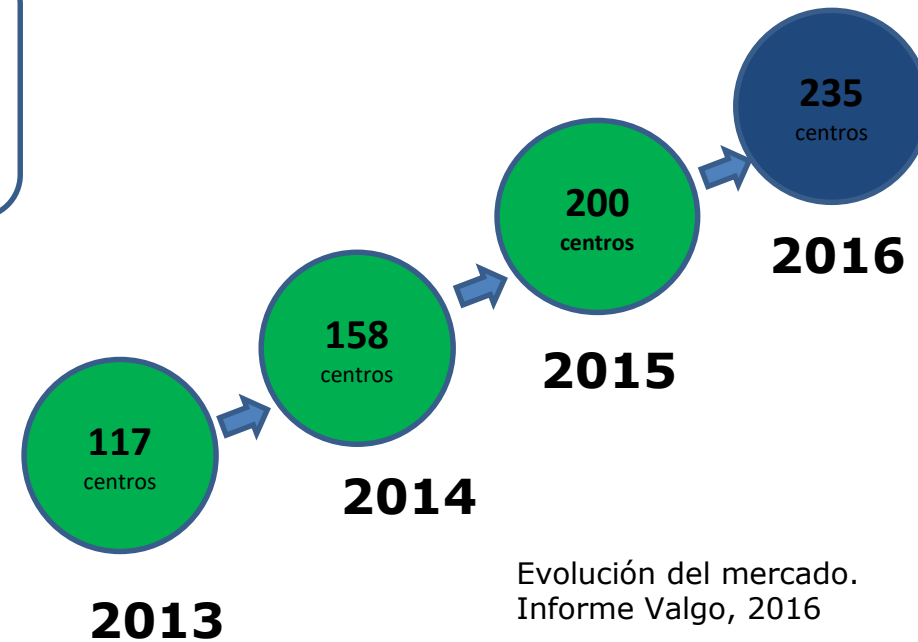 235
centros
2016
200
centros
2015
158
centros
2014
117
centros
2013
Evolución del mercado.
Informe Valgo, 2016